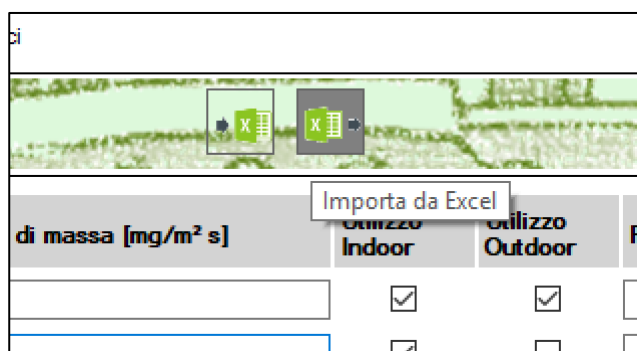 ci
X X
Importa da Excel
di massa [mg/m² s] Utilizzo Utilizzo
Indoor Outdoor